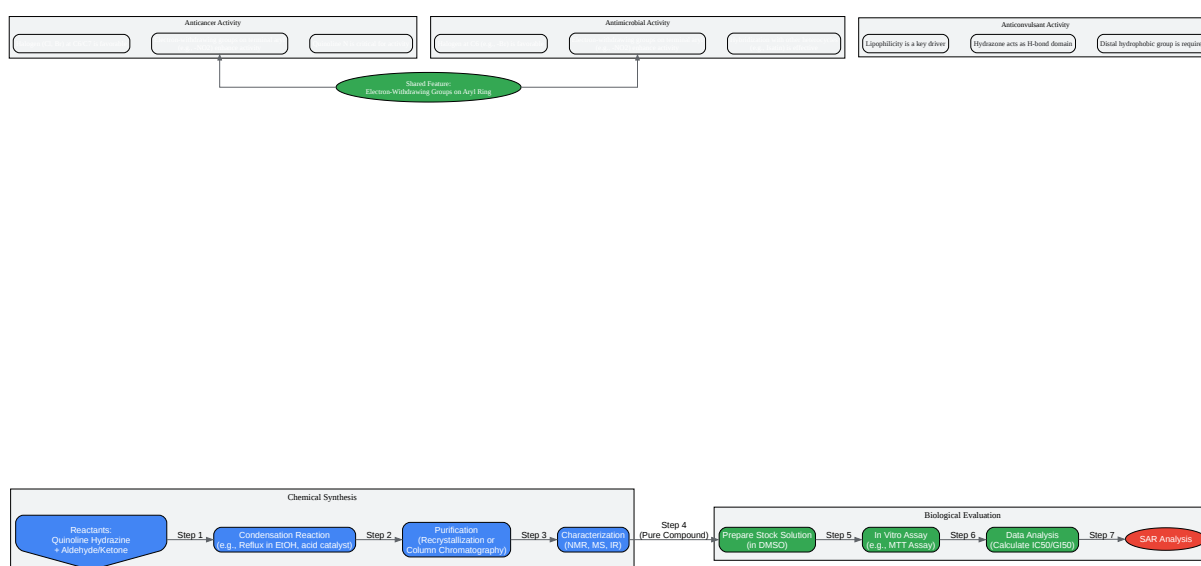 Anticancer Activity
Antimicrobial Activity
Anticonvulsant Activity
Lipophilicity is a key driver
Hydrazone acts as H-bond domain
Distal hydrophobic group is require
Shared Feature:
Electron-Withdrawing Groups on Aryl Ring
Chemical Synthesis
Reactants:
Quinoline Hydrazine
+ Aldehyde/Ketone
Step 1
Condensation Reaction
(e.g., Reflux in EtOH, acid catalyst)
Step 2
Purification
(Recrystallization or
Column Chromatography)
Step 3
Characterization
(NMR, MS, IR)
Step 4
(Pure Compound)
Biological Evaluation
Prepare Stock Solution
(in DMSO)
Step 5
In Vitro Assay
(e.g., MTT Assay)
Step 6
Data Analysis
(Calculate IC50/GI50)
Step 7
SAR Analysis